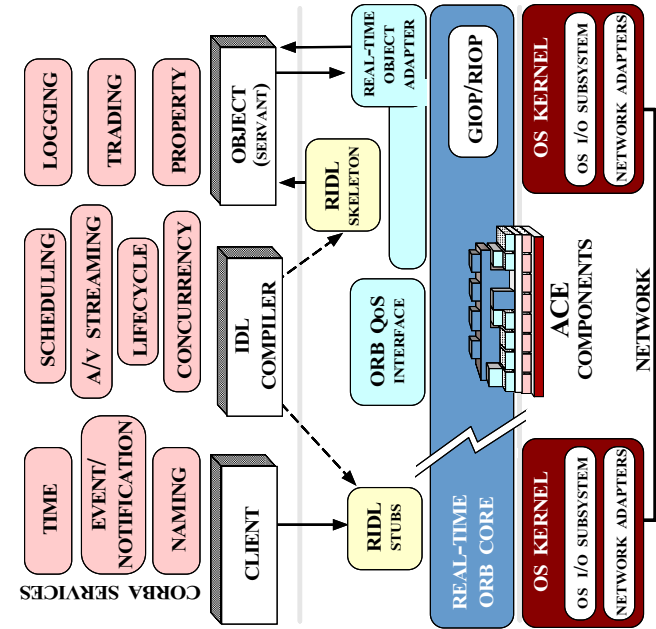 CORBA SERVICES
TIME
EVENT/
NOTIFICATION
NAMING
SCHEDULING
A/V STREAMING
LIFECYCLE
CONCURRENCY
LOGGING
TRADING
PROPERTY
CLIENT
IDL
COMPILER
OBJECT
(SERVANT)
RIDL
STUBS
RIDL
SKELETON
ORB QoS
INTERFACE
REAL-TIME
OBJECT
ADAPTER
REAL-TIME
ORB CORE
GIOP/RIOP
OS KERNEL
OS I/O SUBSYSTEM
NETWORK ADAPTERS
ACE
COMPONENTS
OS KERNEL
OS I/O SUBSYSTEM
NETWORK ADAPTERS
NETWORK